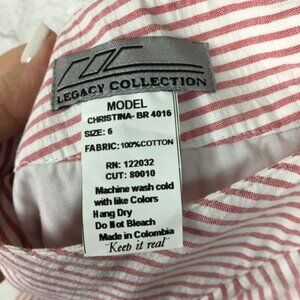 LEGACY COLLECTION
MODEL
CHRISTINA- BR 4016
SIZE: 6
FABRIC: 100%COTTON
RN: 122032
CUT: 80010
Machine wash cold
with like Colors
Hang Dry
Do Not Bleach
Made in Colombia
"Keep it real"